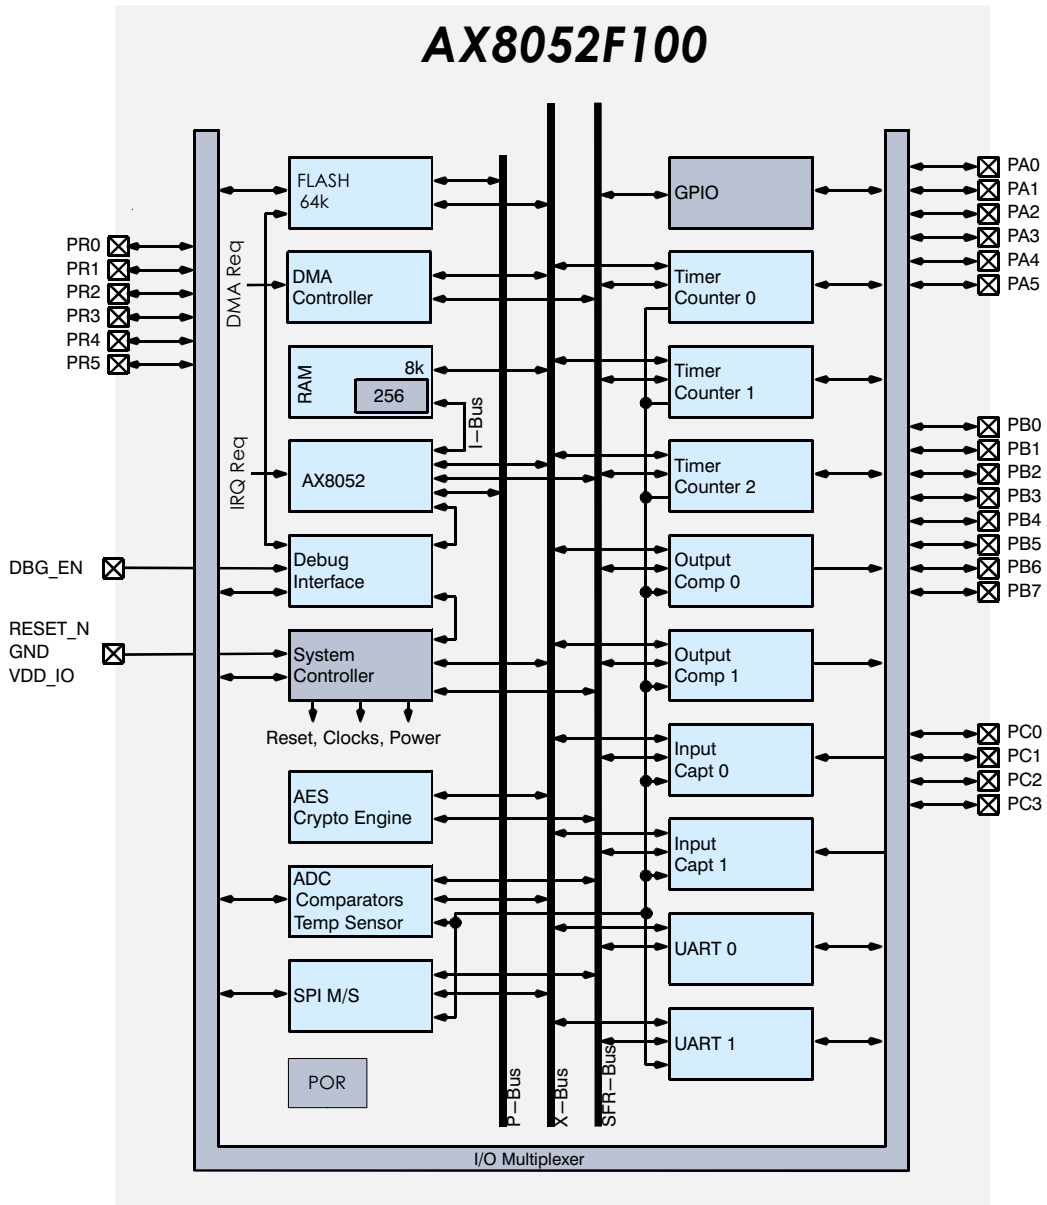 AX8052F100
FLASH
64k
GPIO
PA0
PA1
PA2
PA3
PA4
PA5
PR0
PR1
PR2
PR3
PR4
PR5
DMA Req
DMA
Controller
Timer
Counter 0
RAM
8k
256
I–Bus
Timer
Counter 1
IRQ Req
AX8052
Timer
Counter 2
PB0
PB1
PB2
PB3
PB4
PB5
PB6
PB7
DBG_EN
Debug
Interface
Output
Comp 0
RESET_N
GND
VDD_IO
System
Controller
Output
Comp 1
Reset, Clocks, Power
Input
Capt 0
PC0
PC1
PC2
PC3
AES
Crypto Engine
Input
Capt 1
ADC
Comparators
Temp Sensor
UART 0
SPI M/S
UART 1
POR
P–Bus
X–Bus
SFR–Bus
I/O Multiplexer